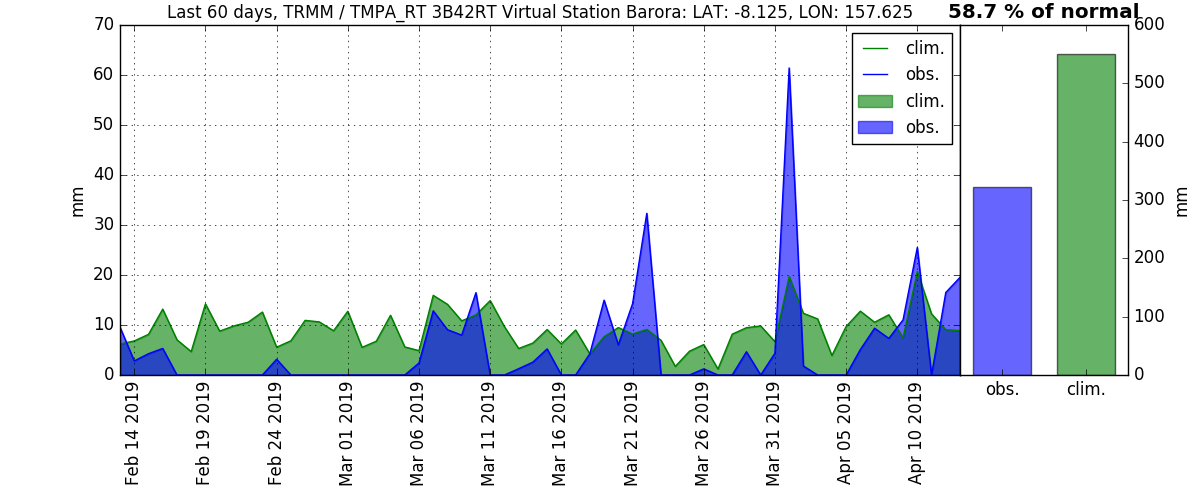 Last 60 days, TRMM / TMPA_RT 3B42RT Virtual Station Barora: LAT: -8.125, LON: 157.625
58.7 % of normal
clim.
obs.
clim.
obs.
70
60
50
40
30
20
10
0
mm
Feb 14 2019
Feb 19 2019
Feb 24 2019
Mar 01 2019
Mar 06 2019
Mar 11 2019
Mar 16 2019
Mar 21 2019
Mar 26 2019
Mar 31 2019
Apr 05 2019
Apr 10 2019
600
500
400
300
200
100
0
mm
obs.
clim.